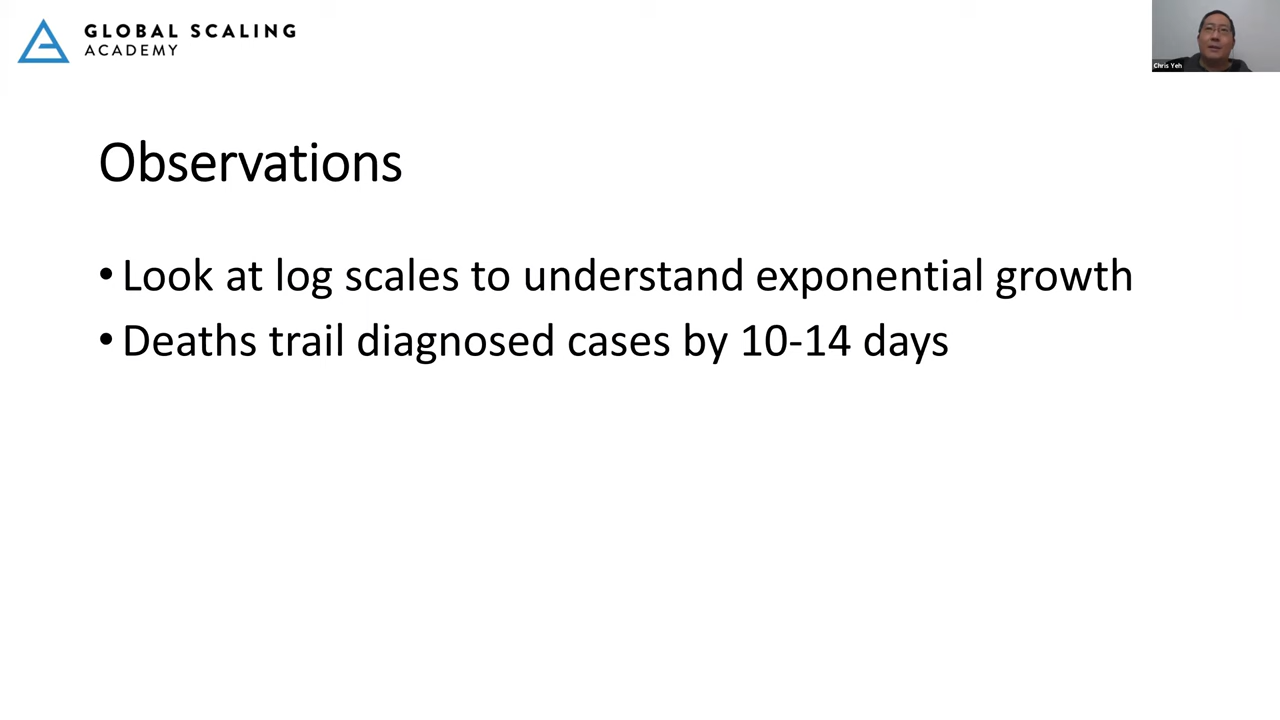 GLOBAL SCALING
ACADEMY
Chris Yeh
Observations
• Look at log scales to understand exponential growth
• Deaths trail diagnosed cases by 10-14 days